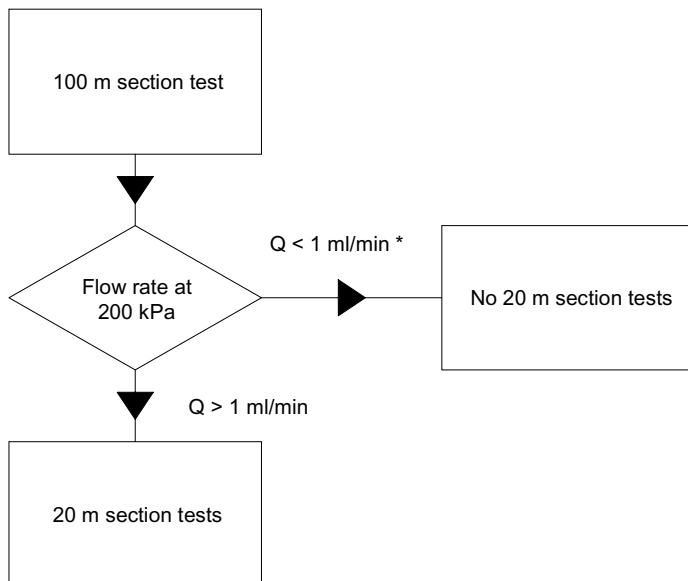 100 m section test
Q < 1 ml/min *
Flow rate at
200 kPa
No 20 m section tests
Q > 1 ml/min
20 m section tests